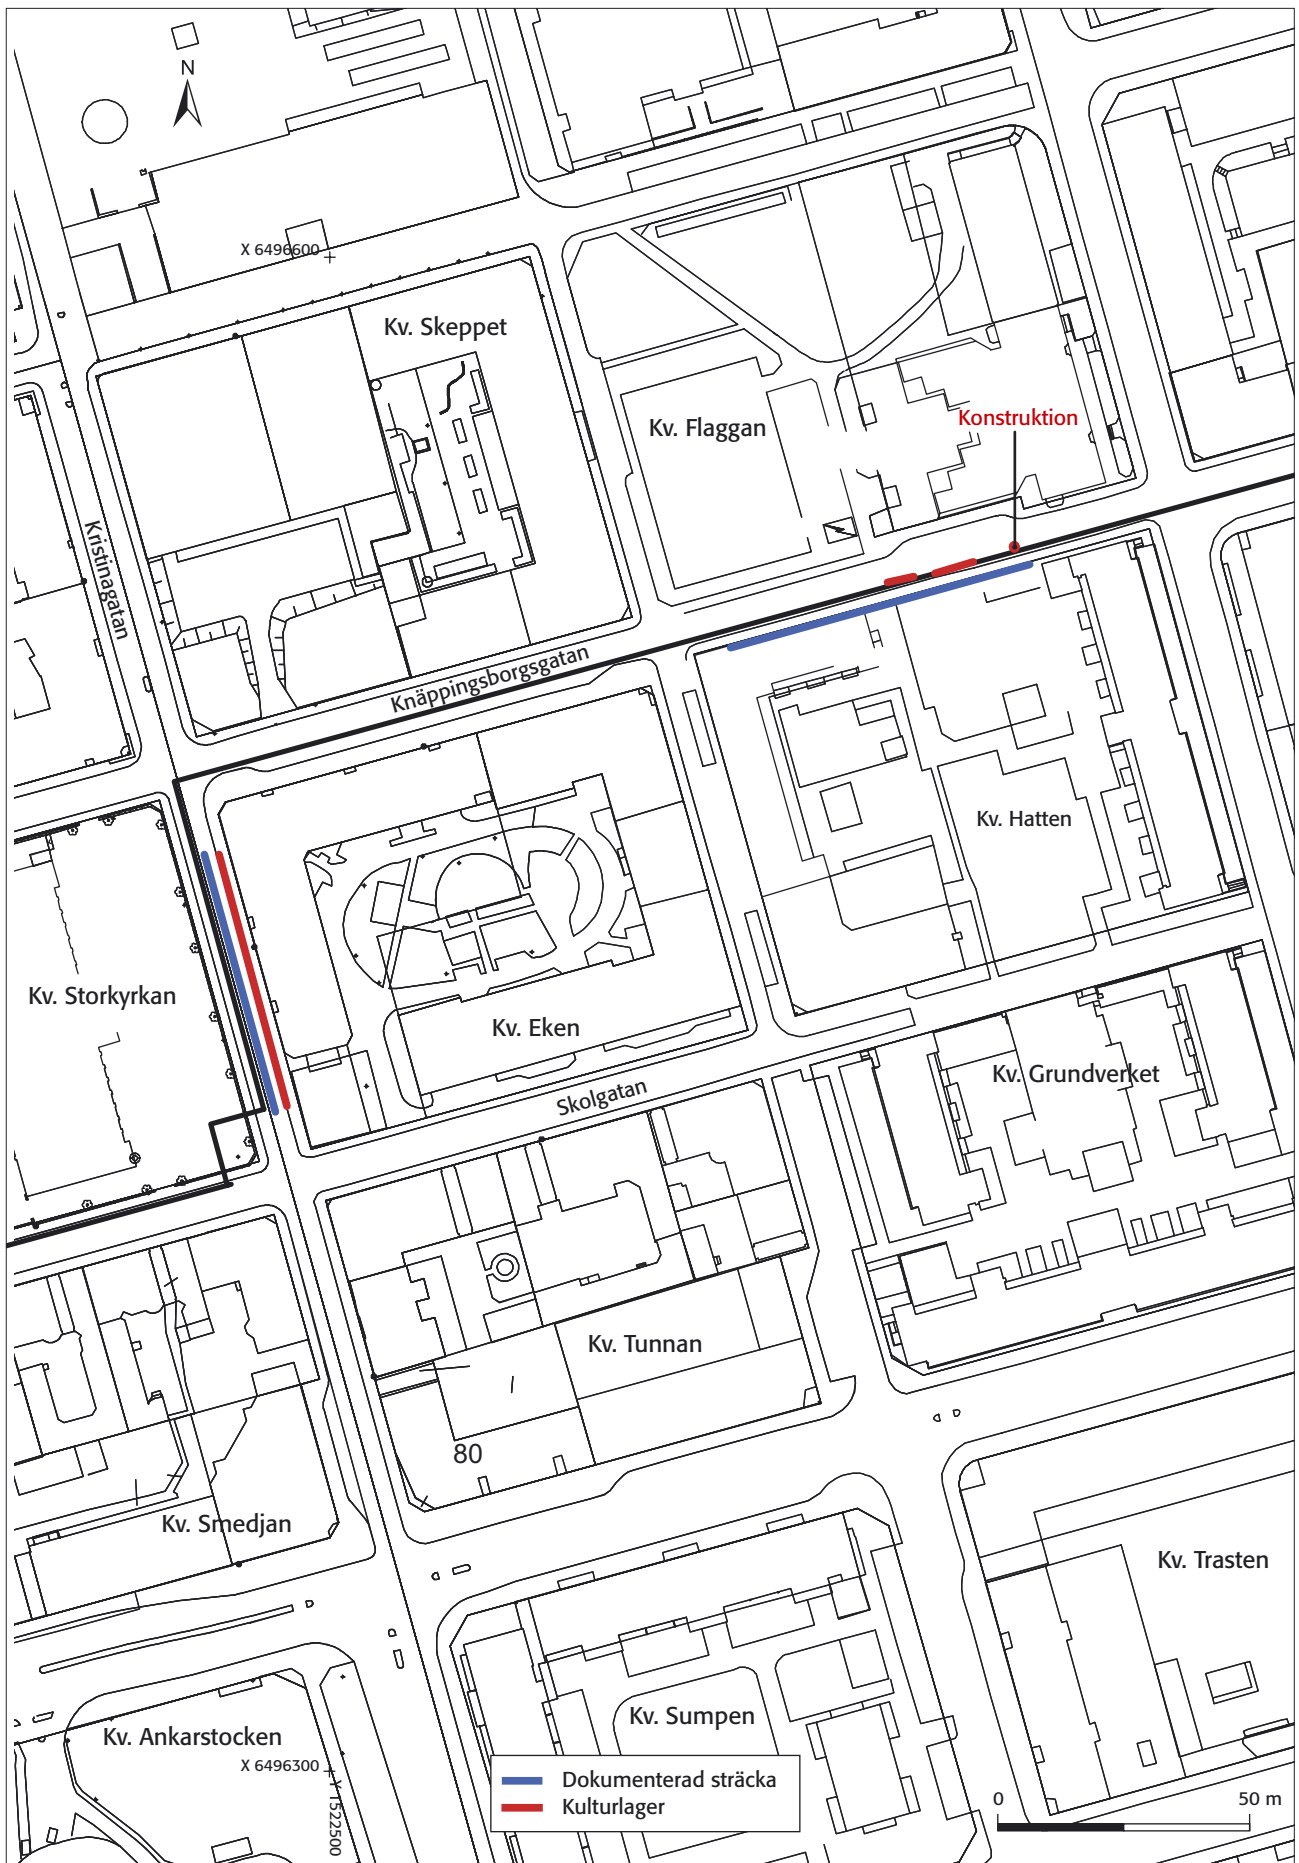 N
X 6496600
Kv. Skeppet
Konstruktion
Kv. Flaggan
Kristinagatan
Knäppingsborgsgatan
Kv. Hatten
Kv. Storkyrkan
Kv. Eken
Kv. Grundverket
Skolgatan
Kv. Tunnan
80
Kv. Smedjan
Kv. Trasten
Kv. Sumpen
Kv. Ankarstocken
X 6496300
Y 1522500
Dokumenterad sträcka
Kulturlager
0 50 m